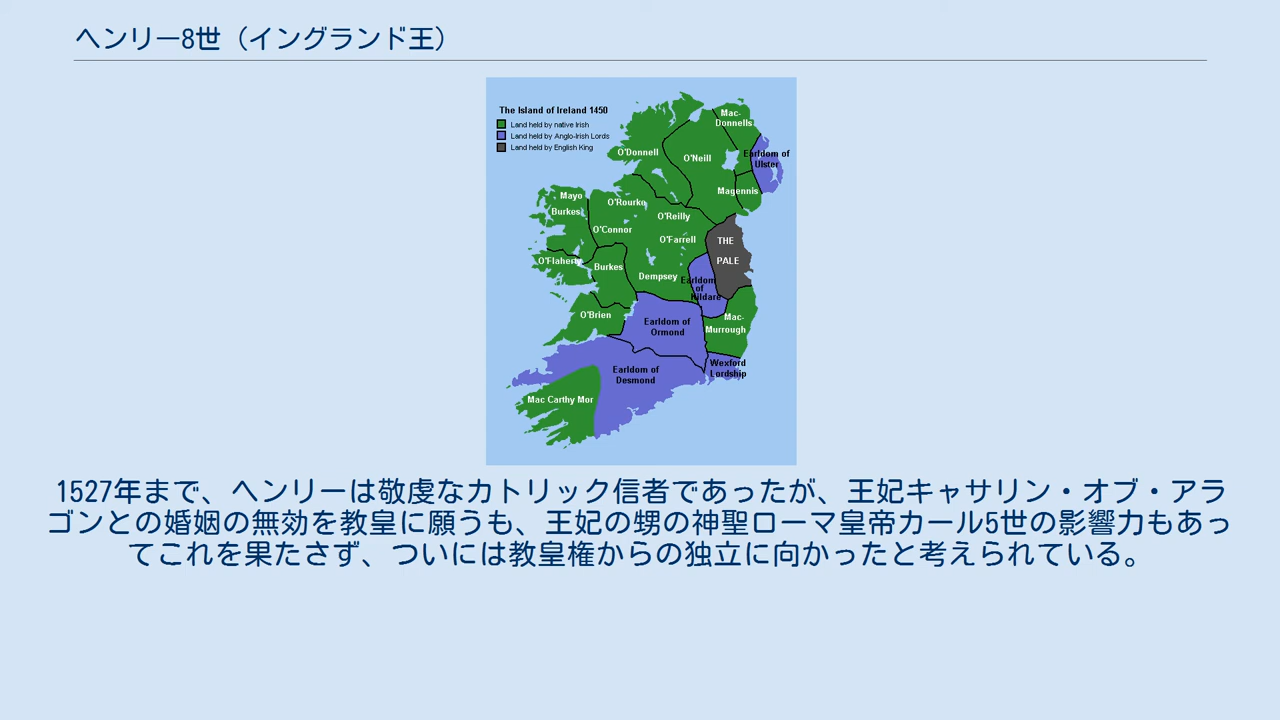 ヘンリー8世（イングランド王）
The Island of Ireland 1450
Land held by native Irish
Land held by Anglo-Irish Lords
Land held by English King
Mac-
Donnells
O'Donnell
O'Neill
Earldom of
Ulster
Magennis
Mayo
Burkes
O'Rourke
O'Reilly
O'Connor
O'Farrell
THE
PALE
O'Flaherty
Burkes
Dempsey
Earldom
of
Kildare
O'Brien
Earldom of
Ormond
Mac-
Murrough
Wexford
Lordship
Earldom of
Desmond
Mac Carthy Mor
1527年まで、ヘンリーは敬虔なカトリック信者であったが、王妃キャサリン・オブ・アラ
ゴンとの婚姻の無効を教皇に願うも、王妃の甥の神聖ローマ皇帝カール5世の影響力もあっ
てこれを果たさず、ついには教皇権からの独立に向かったと考えられている。